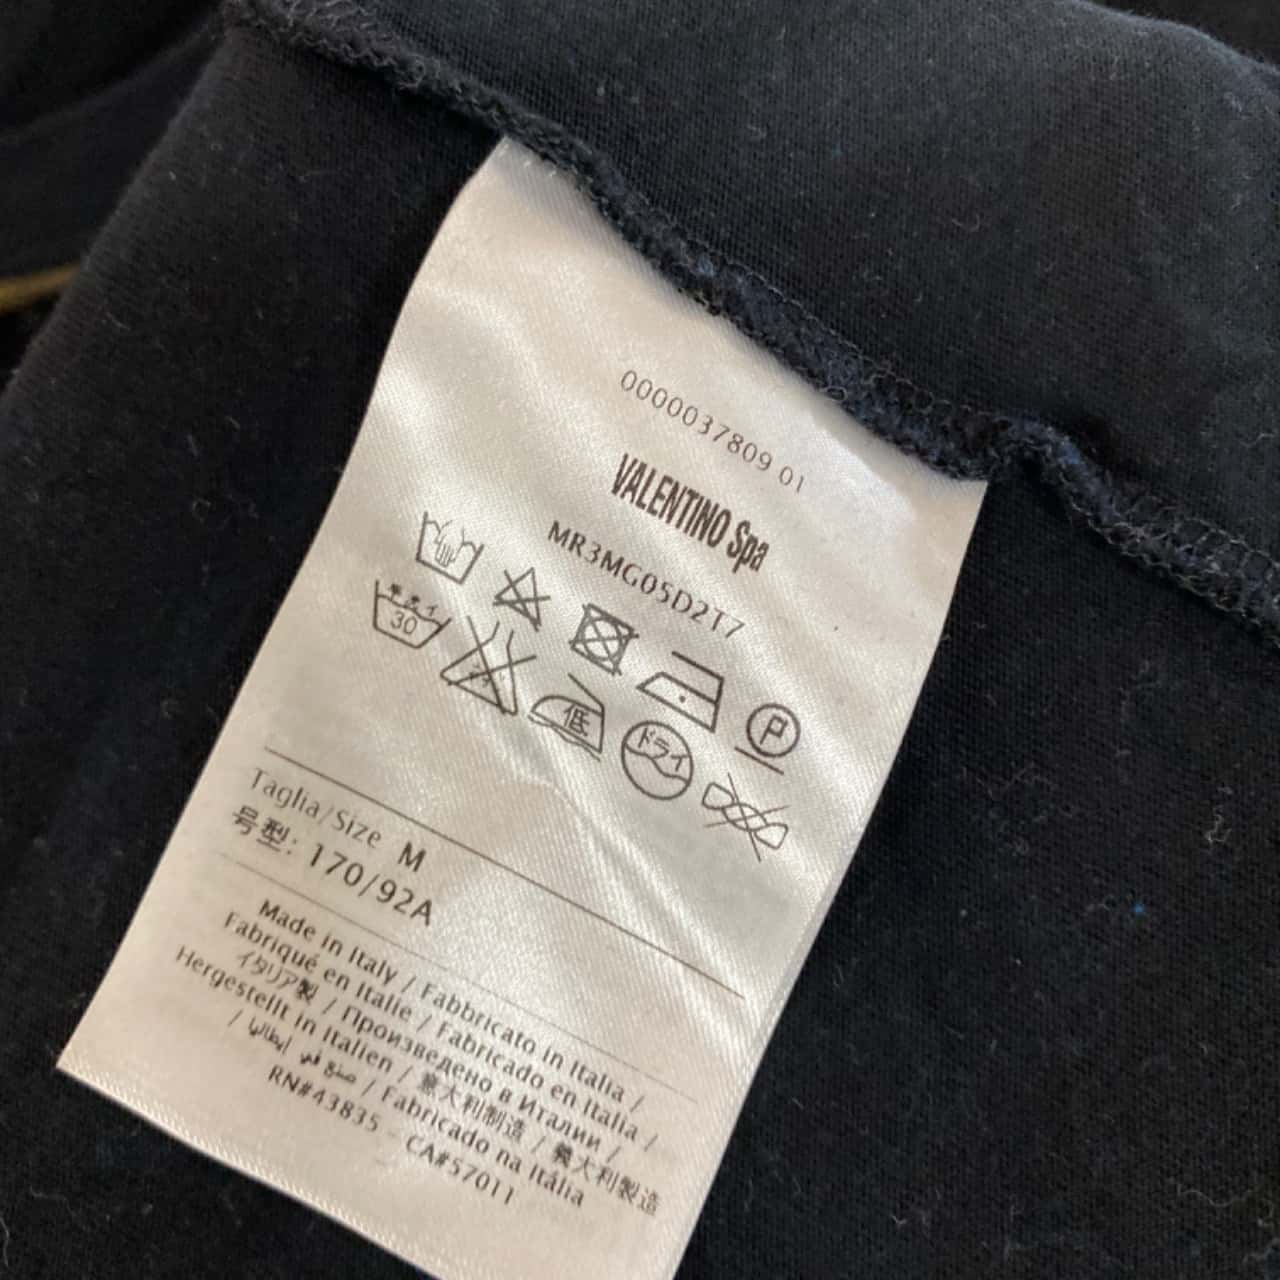 0000037809 01
VALENTINO Spa
MR3MG05D2T7
P
手洗イ
30
低
ドライ
Taglia/Size M
号型: 170/92A
Made in Italy / Fabbricato in Italia /
Fabriqué en Italie / Fabricado en Italia /
イタリア製 / Произведено в Италии /
Hergestellt in Italien / 意大利制造 / 義大利製造
/ صنع في إيطاليا / Fabricado na Itália
RN#43835 - CA#57011